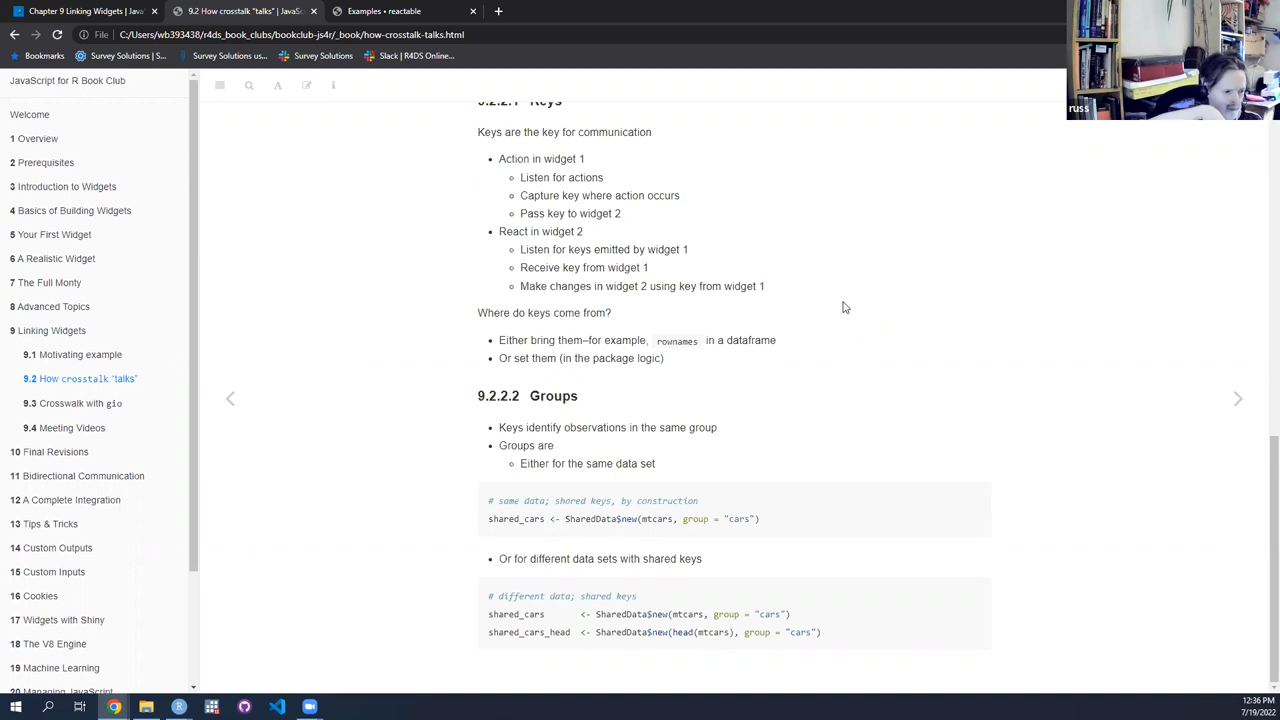 Chapter 9 Linking Widgets | Java
9.2 How crosstalk "talks" | JavaSc
Examples • reactable
File
C:/Users/wb393438/r4ds_book_clubs/bookclub-js4r/_book/how-crosstalk-talks.html
Bookmarks
Survey Solutions | S...
Survey Solutions us...
Survey Solutions
Slack | R4DS Online...
russ
JavaScript for R Book Club
Welcome
1 Overview
2 Prerequisites
3 Introduction to Widgets
4 Basics of Building Widgets
5 Your First Widget
6 A Realistic Widget
7 The Full Monty
8 Advanced Topics
9 Linking Widgets
9.1 Motivating example
9.2 How crosstalk "talks"
9.3 Crosswalk with gio
9.4 Meeting Videos
10 Final Revisions
11 Bidirectional Communication
12 A Complete Integration
13 Tips & Tricks
14 Custom Outputs
15 Custom Inputs
16 Cookies
17 Widgets with Shiny
18 The V8 Engine
19 Machine Learning
20 Managing JavaScript
9.2.2.1 Keys
Keys are the key for communication
• Action in widget 1
Listen for actions
Capture key where action occurs
Pass key to widget 2
• React in widget 2
Listen for keys emitted by widget 1
Receive key from widget 1
Make changes in widget 2 using key from widget 1
Where do keys come from?
• Either bring them–for example, rownames in a dataframe
• Or set them (in the package logic)
9.2.2.2 Groups
• Keys identify observations in the same group
• Groups are
Either for the same data set
# same data; shared keys, by construction
shared_cars <- SharedData$new(mtcars, group = "cars")
• Or for different data sets with shared keys
# different data; shared keys
shared_cars <- SharedData$new(mtcars, group = "cars")
shared_cars_head <- SharedData$new(head(mtcars), group = "cars")
12:36 PM
7/19/2022